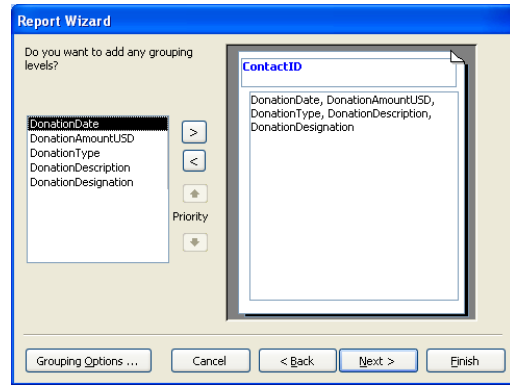 Report Wizard
Do you want to add any grouping
levels?
DonationDate
DonationAmountUSD
DonationType
DonationDescription
DonationDesignation
>
<
Priority
ContactID
DonationDate, DonationAmountUSD,
DonationType, DonationDescription,
DonationDesignation
Grouping Options ...
Cancel
< Back
Next >
Finish